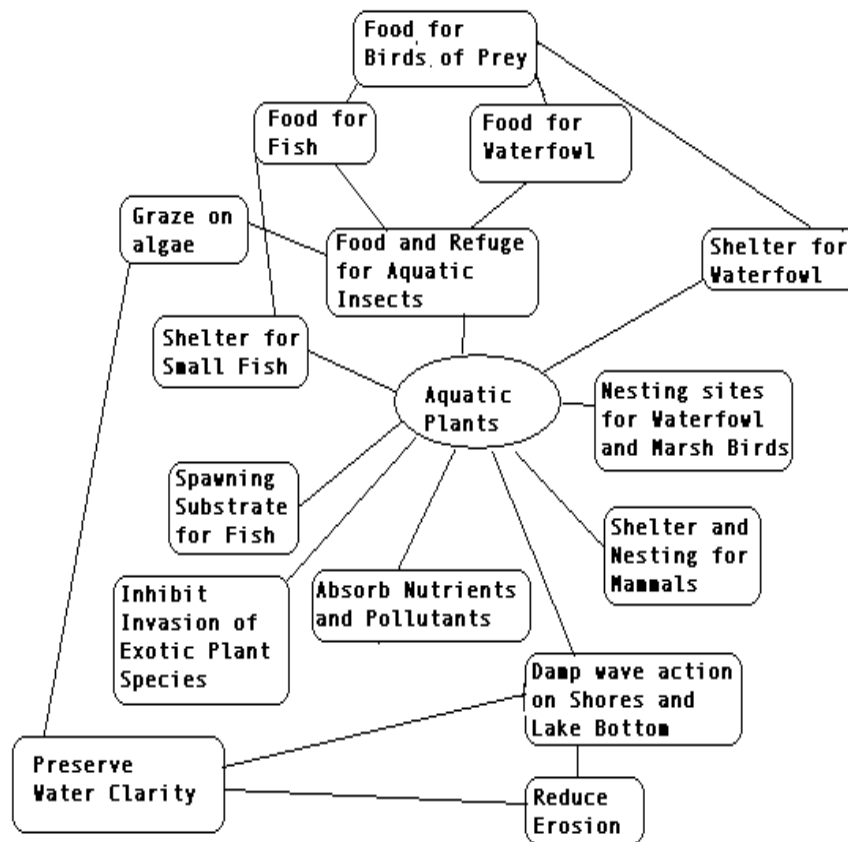 Food for
Birds of Prey
Food for
Fish
Food for
Waterfowl
Graze on
algae
Food and Refuge
for Aquatic
Insects
Shelter for
Waterfowl
Shelter for
Small Fish
Aquatic
Plants
Nesting sites
for Waterfowl
and Marsh Birds
Spawning
Substrate
for Fish
Shelter and
Nesting for
Mammals
Inhibit
Invasion of
Exotic Plant
Species
Absorb Nutrients
and Pollutants
Damp wave action
on Shores and
Lake Bottom
Preserve
Water Clarity
Reduce
Erosion